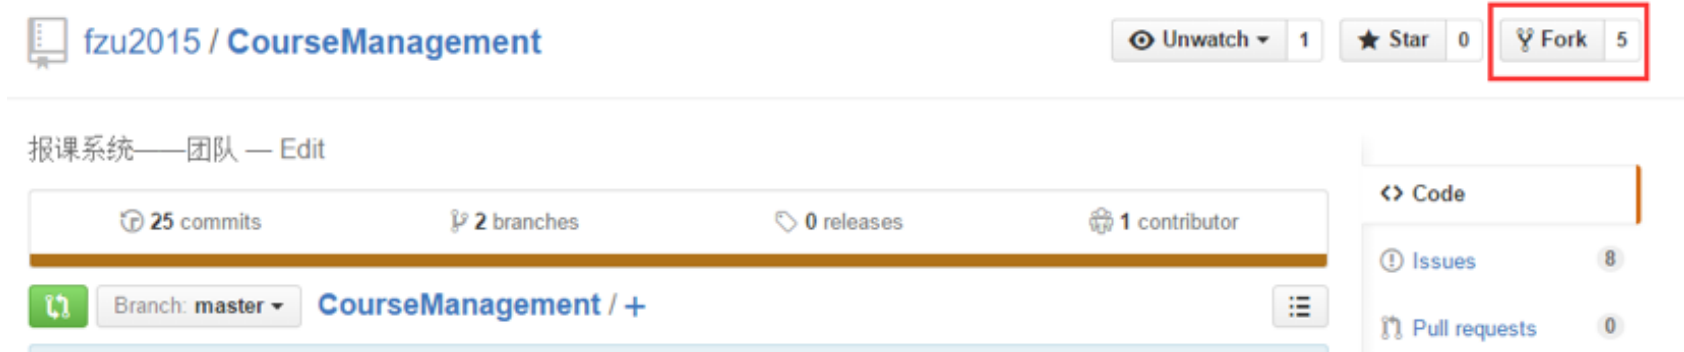 fzu2015 / CourseManagement
Unwatch 1 Star 0 Fork 5
报课系统——团队 — Edit
25 commits 2 branches 0 releases 1 contributor
Branch: master CourseManagement / +
Code
Issues 8
Pull requests 0